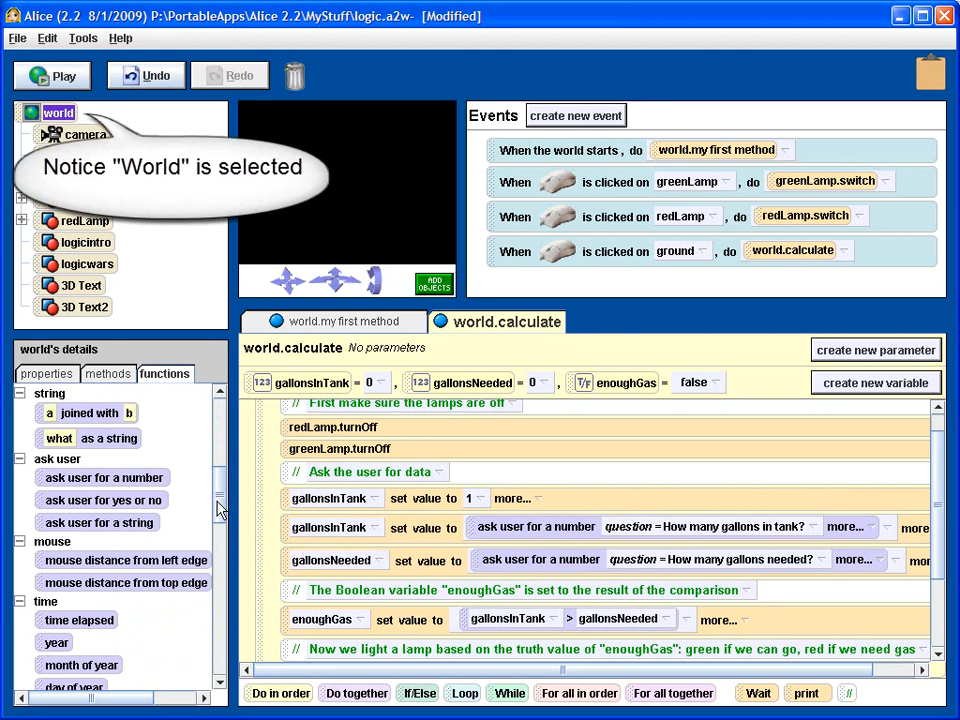 Alice (2.2 8/1/2009) P:\PortableApps\Alice 2.2\MyStuff\logic.a2w- [Modified]
File Edit Tools Help
Play Undo Redo
world
camera
Notice "World" is selected
redLamp
logicintro
logicwars
3D Text
3D Text2
ADD OBJECTS
Events create new event
When the world starts , do world.my first method
When is clicked on greenLamp , do greenLamp.switch
When is clicked on redLamp , do redLamp.switch
When is clicked on ground , do world.calculate
world's details
properties methods functions
string
a joined with b
what as a string
ask user
ask user for a number
ask user for yes or no
ask user for a string
mouse
mouse distance from left edge
mouse distance from top edge
time
time elapsed
year
month of year
day of year
world.my first method world.calculate
world.calculate No parameters create new parameter
123 gallonsInTank = 0 , 123 gallonsNeeded = 0 , T/F enoughGas = false create new variable
// First make sure the lamps are off
redLamp.turnOff
greenLamp.turnOff
// Ask the user for data
gallonsInTank set value to 1 more...
gallonsInTank set value to ask user for a number question = How many gallons in tank? more... more
gallonsNeeded set value to ask user for a number question = How many gallons needed? more... mor
// The Boolean variable "enoughGas" is set to the result of the comparison
enoughGas set value to gallonsInTank > gallonsNeeded more...
// Now we light a lamp based on the truth value of "enoughGas": green if we can go, red if we need gas
Do in order Do together If/Else Loop While For all in order For all together Wait print //